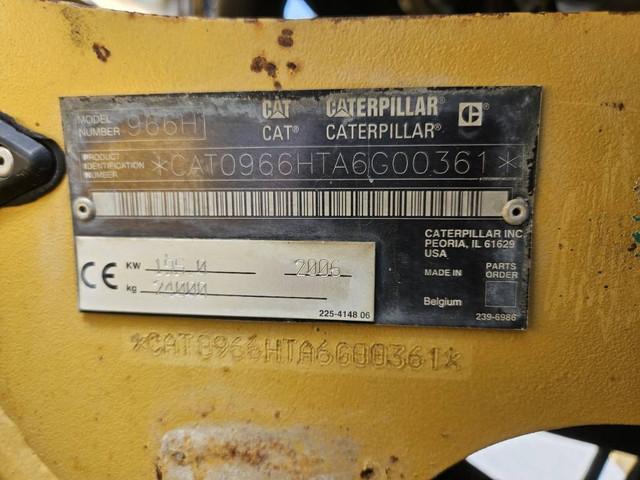 MODEL NUMBER 966H CAT CATERPILLAR
CAT® CATERPILLAR®
PRODUCT IDENTIFICATION NUMBER *CAT0966HTA6G00361*
CATERPILLAR INC
PEORIA, IL 61629
USA
CE KW 2006
kg 24000
MADE IN PARTS ORDER
Belgium
225-4148 06
239-6986
*CAT0966HTA6G00361*